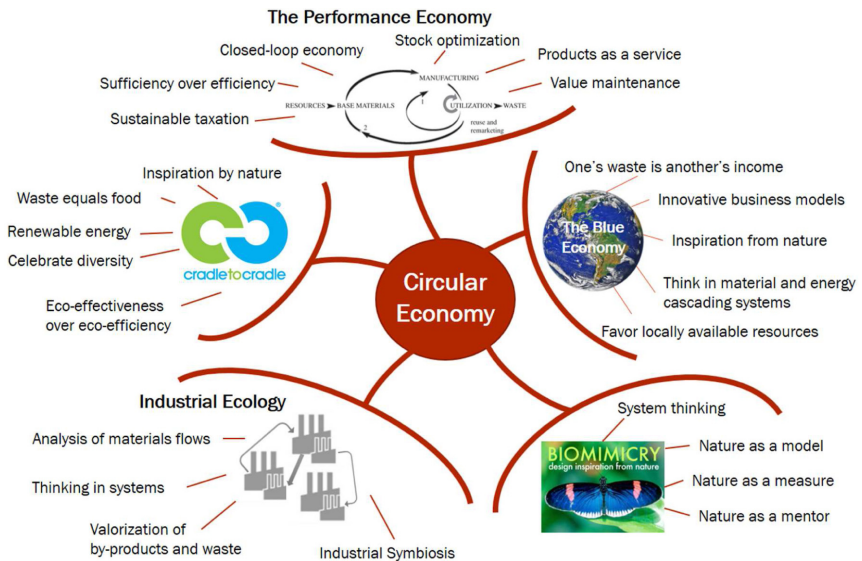 The Performance Economy
Closed-loop economy
Stock optimization
Products as a service
Sufficiency over efficiency
Value maintenance
Sustainable taxation
MANUFACTURING
RESOURCES
BASE MATERIALS
1
UTILIZATION
WASTE
2
reuse and
remarketing
Inspiration by nature
Waste equals food
Renewable energy
Celebrate diversity
®
cradletocradle
Eco-effectiveness
over eco-efficiency
One's waste is another's income
Innovative business models
The Blue
Economy
Inspiration from nature
Think in material and energy
cascading systems
Favor locally available resources
Circular
Economy
Industrial Ecology
Analysis of materials flows
Thinking in systems
Valorization of
by-products and waste
Industrial Symbiosis
System thinking
BIOMIMICRY
design inspiration from nature
Nature as a model
Nature as a measure
Nature as a mentor